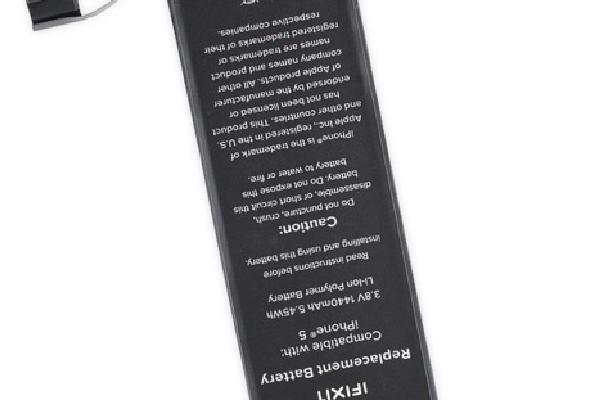 IFIXIT
Replacement Battery
Compatible with:
iPhone® 5
3.8V 1440mAh 5.45Wh
Li-Ion Polymer Battery
Read instructions before
installing and using this battery.
Caution:
Do not puncture, crush,
disassemble, or short circuit this
battery. Do not expose this
battery to water or fire.
iPhone® is the trademark of
Apple Inc., registered in the U.S.
and other countries. This product
has not been licensed or
endorsed by the manufacturer
of Apple products. All other
company names and product
names are trademarks or
registered trademarks of their
respective companies.